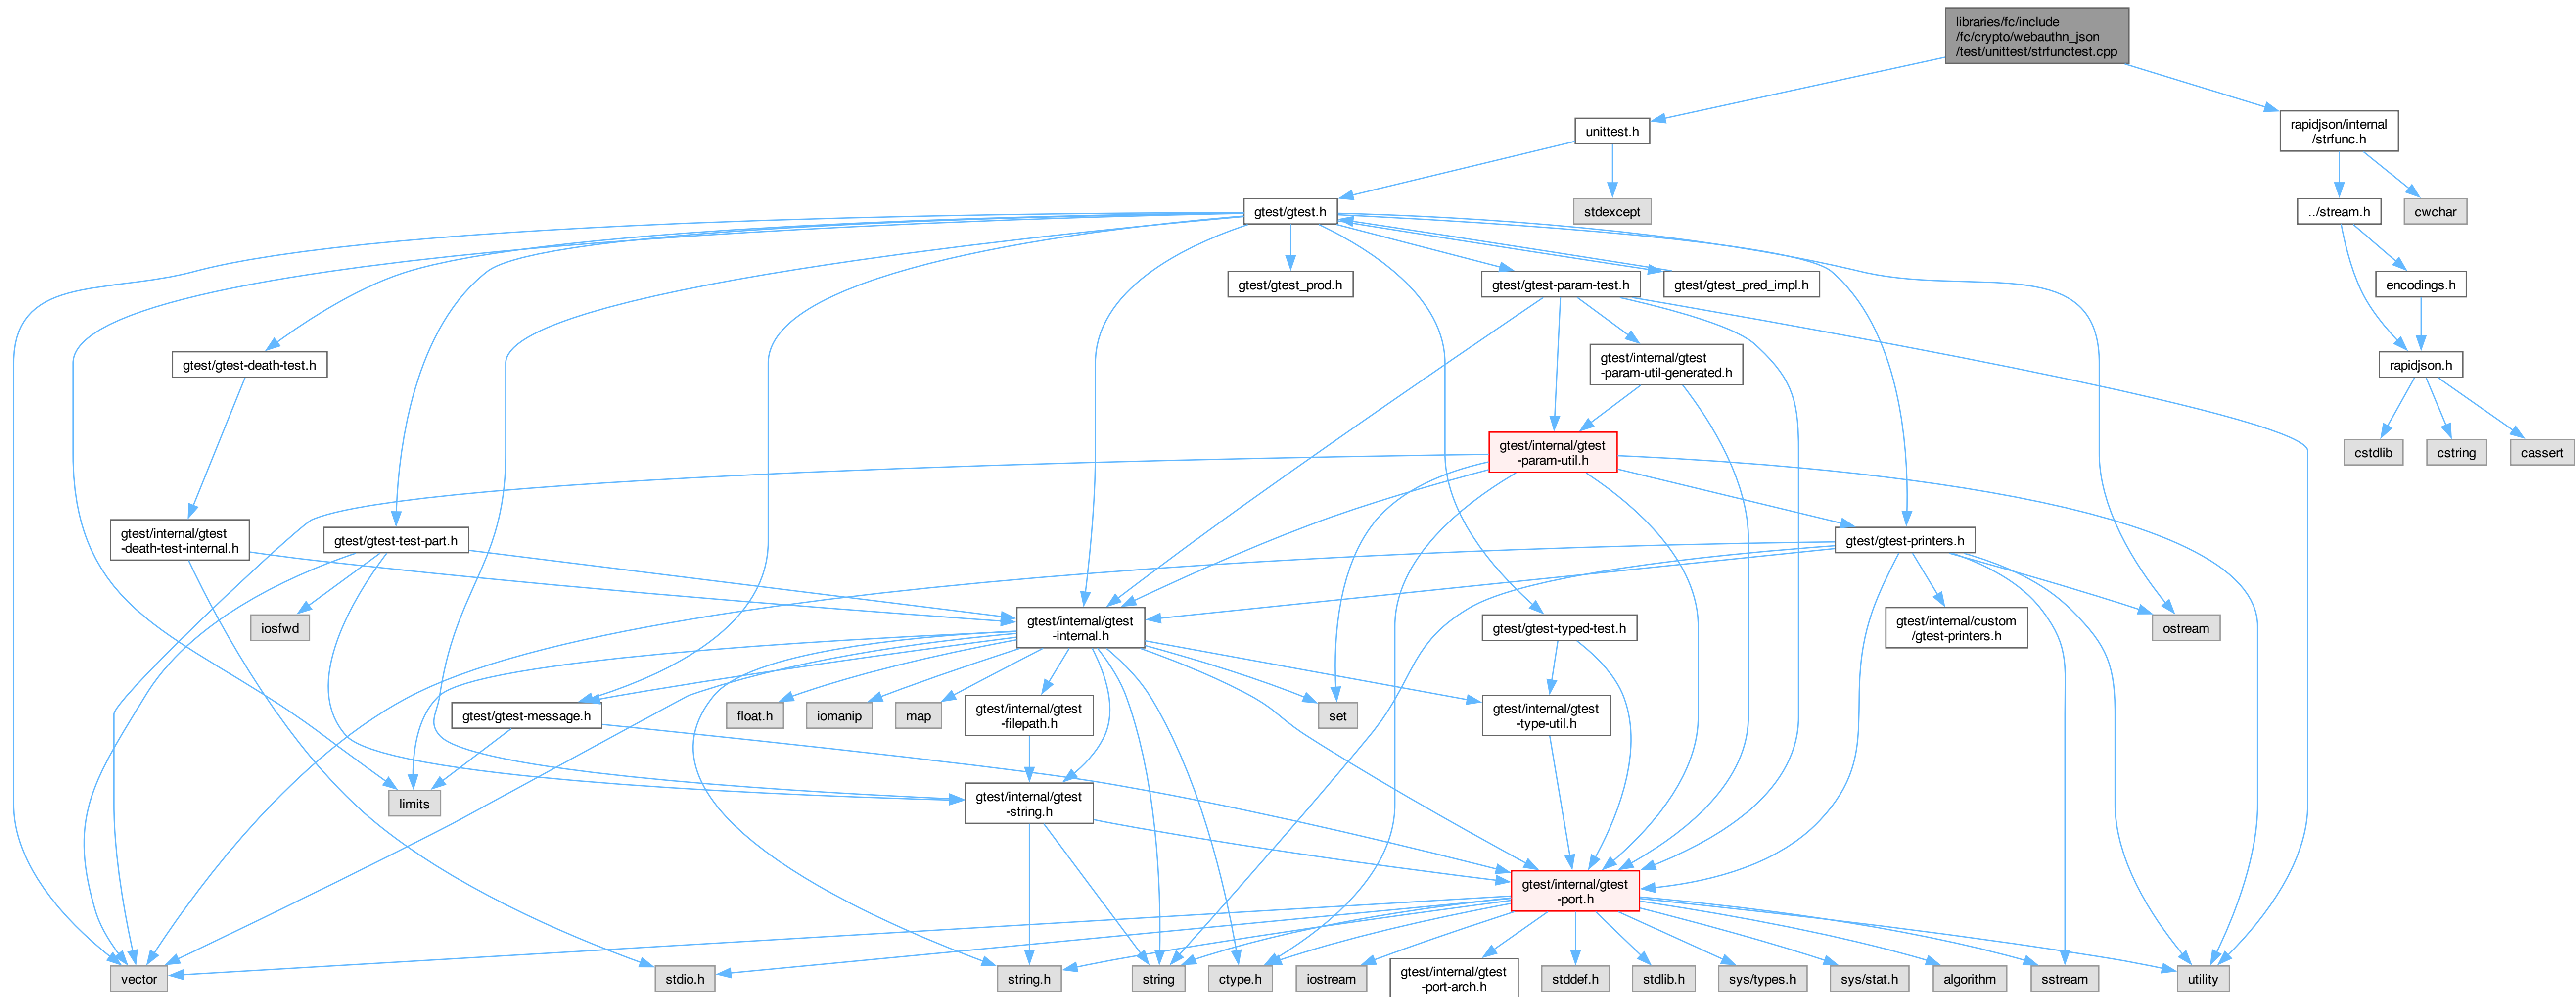 libraries/fc/include
/fc/crypto/webauthn_json
/test/unittest/strfunctest.cpp
unittest.h
rapidjson/internal
/strfunc.h
gtest/gtest.h
stdexcept
../stream.h
cwchar
gtest/gtest_prod.h
gtest/gtest-param-test.h
gtest/gtest_pred_impl.h
encodings.h
gtest/gtest-death-test.h
gtest/internal/gtest
-param-util-generated.h
rapidjson.h
gtest/internal/gtest
-param-util.h
cstdlib
cstring
cassert
gtest/internal/gtest
-death-test-internal.h
gtest/gtest-test-part.h
gtest/gtest-printers.h
iosfwd
gtest/internal/gtest
-internal.h
gtest/gtest-typed-test.h
gtest/internal/custom
/gtest-printers.h
ostream
gtest/gtest-message.h
float.h
iomanip
map
gtest/internal/gtest
-filepath.h
set
gtest/internal/gtest
-type-util.h
limits
gtest/internal/gtest
-string.h
gtest/internal/gtest
-port.h
vector
stdio.h
string.h
string
ctype.h
iostream
gtest/internal/gtest
-port-arch.h
stddef.h
stdlib.h
sys/types.h
sys/stat.h
algorithm
sstream
utility